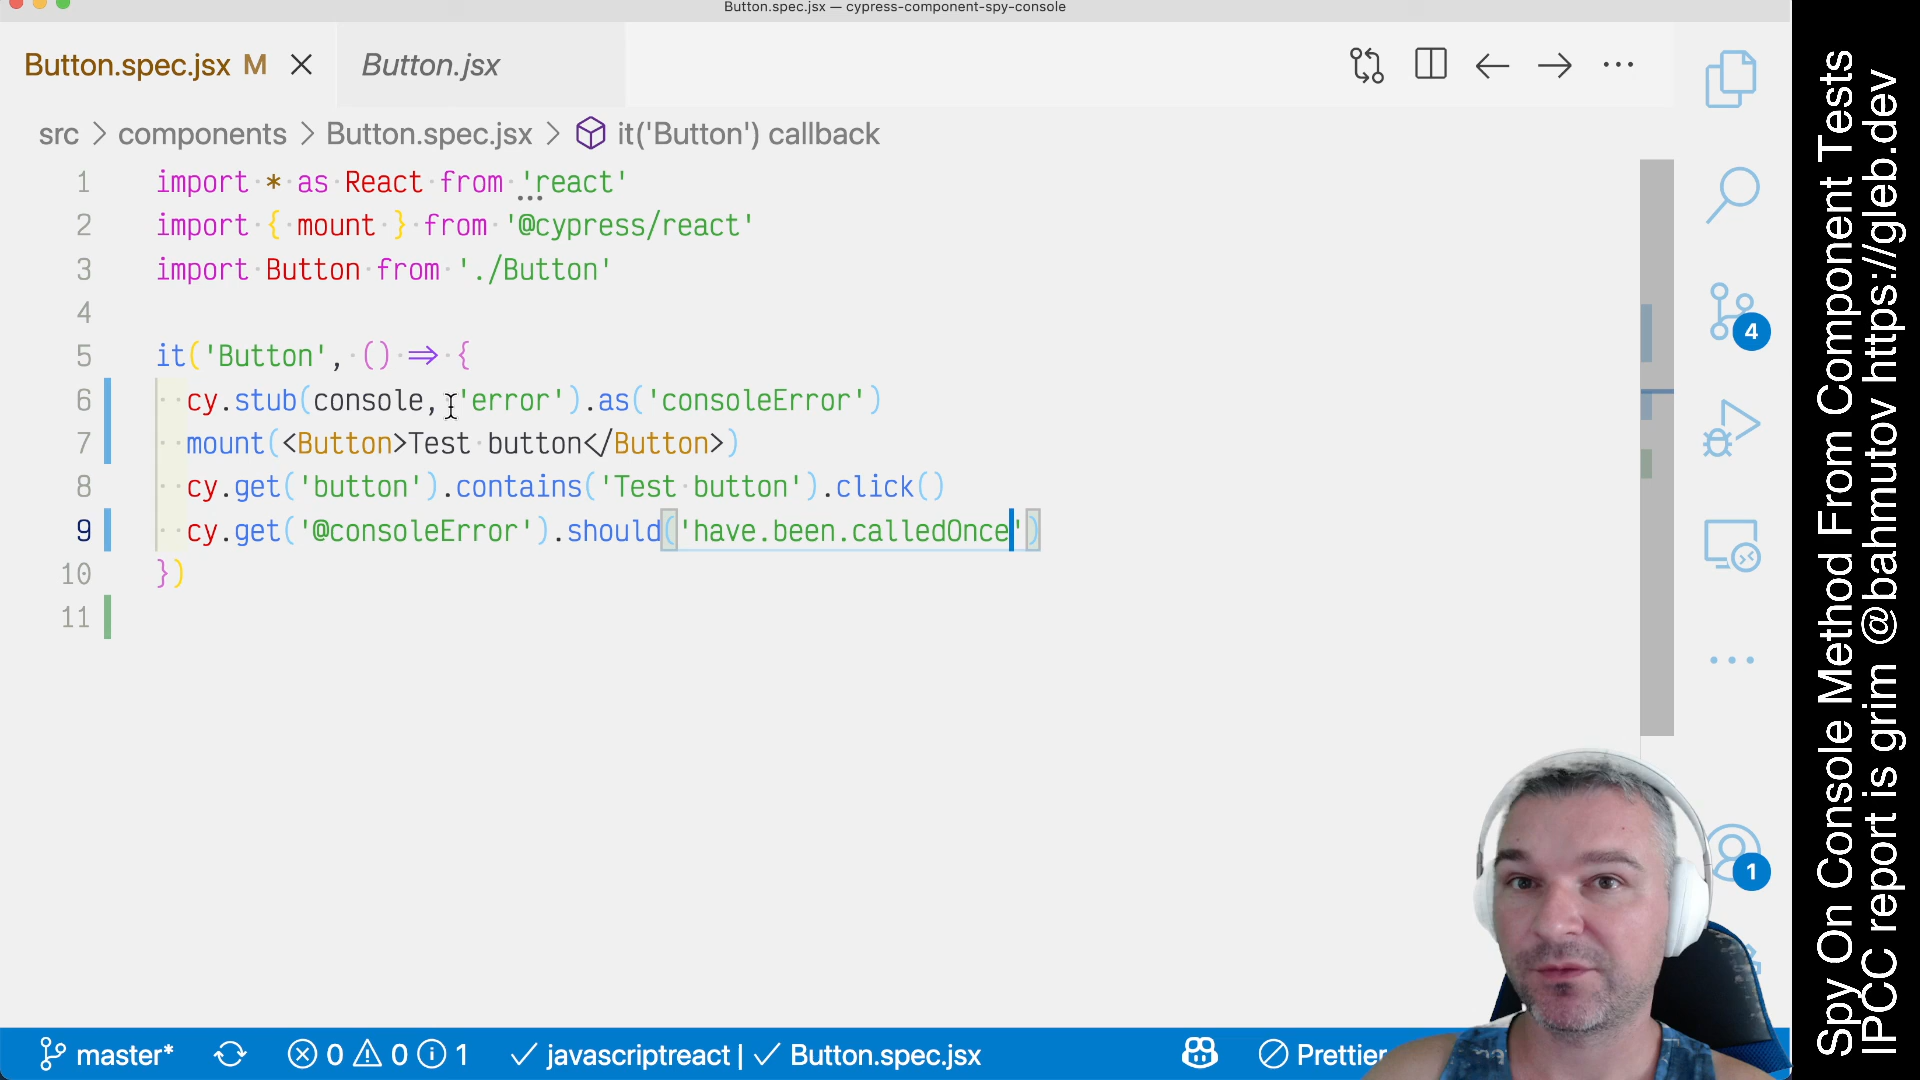 Button.spec.jsx — cypress-component-spy-console
Button.spec.jsx M
Button.jsx
src > components > Button.spec.jsx > it('Button') callback
1 import * as React from 'react'
2 import { mount } from '@cypress/react'
3 import Button from './Button'
4
5 it('Button', () => {
6 cy.stub(console, 'error').as('consoleError')
7 mount(<Button>Test button</Button>)
8 cy.get('button').contains('Test button').click()
9 cy.get('@consoleError').should('have.been.calledOnce')
10 })
11
4
1
master* 0 0 1 javascriptreact | Button.spec.jsx Prettier
Spy On Console Method From Component Tests
IPCC report is grim @bahmutov https://gleb.dev